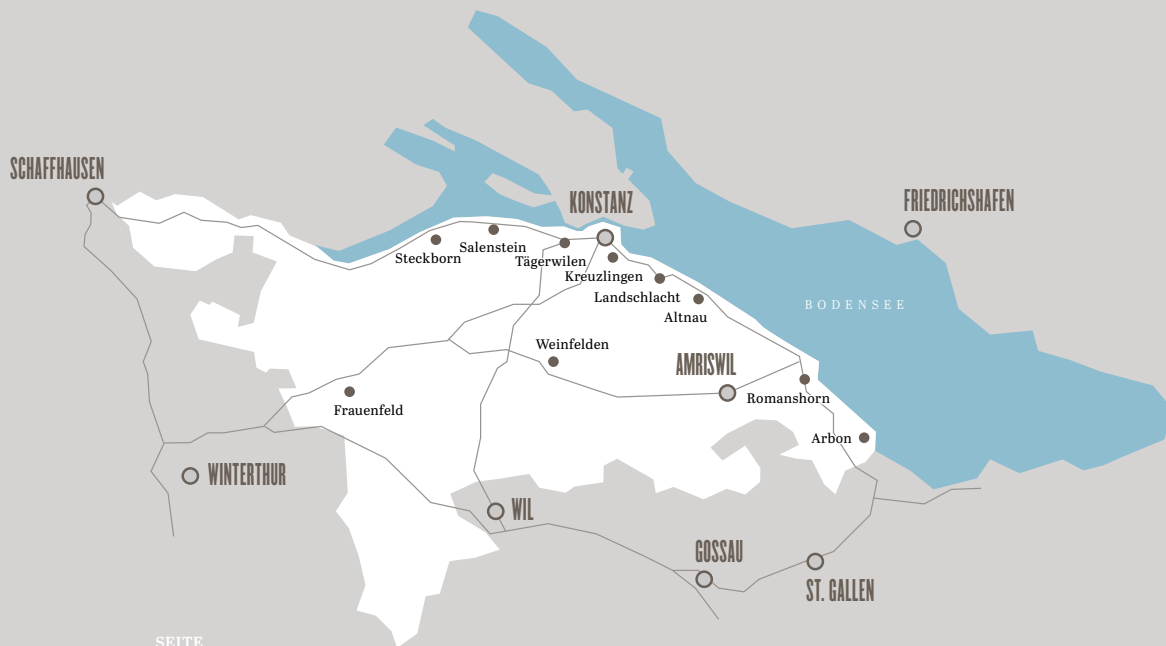 SCHAFFHAUSEN
KONSTANZ
FRIEDRICHSHAFEN
Steckborn
Salenstein
Tägerwilen
Kreuzlingen
Landschlacht
Altnau
BODENSEE
Weinfelden
AMRISWIL
Romanshorn
Frauenfeld
Arbon
WINTERTHUR
WIL
GOSSAU
ST. GALLEN
SEITE